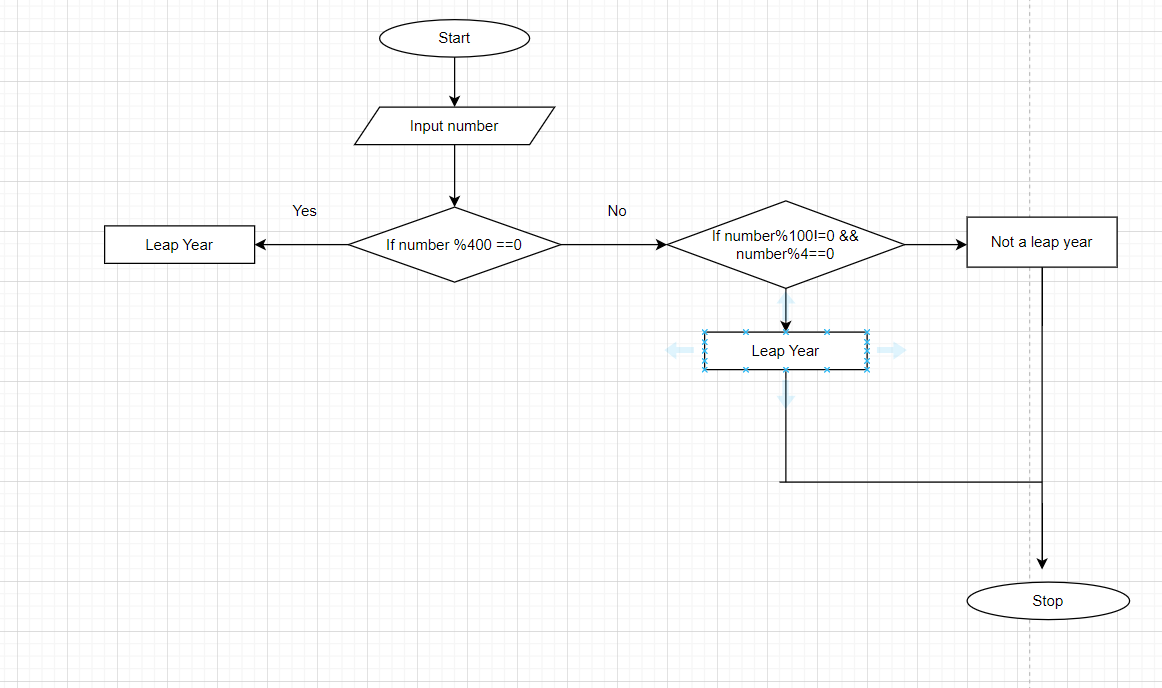 Start
Input number
Yes
No
Leap Year
If number %400 ==0
If number%100!=0 &&
number%4==0
Not a leap year
Leap Year
Stop